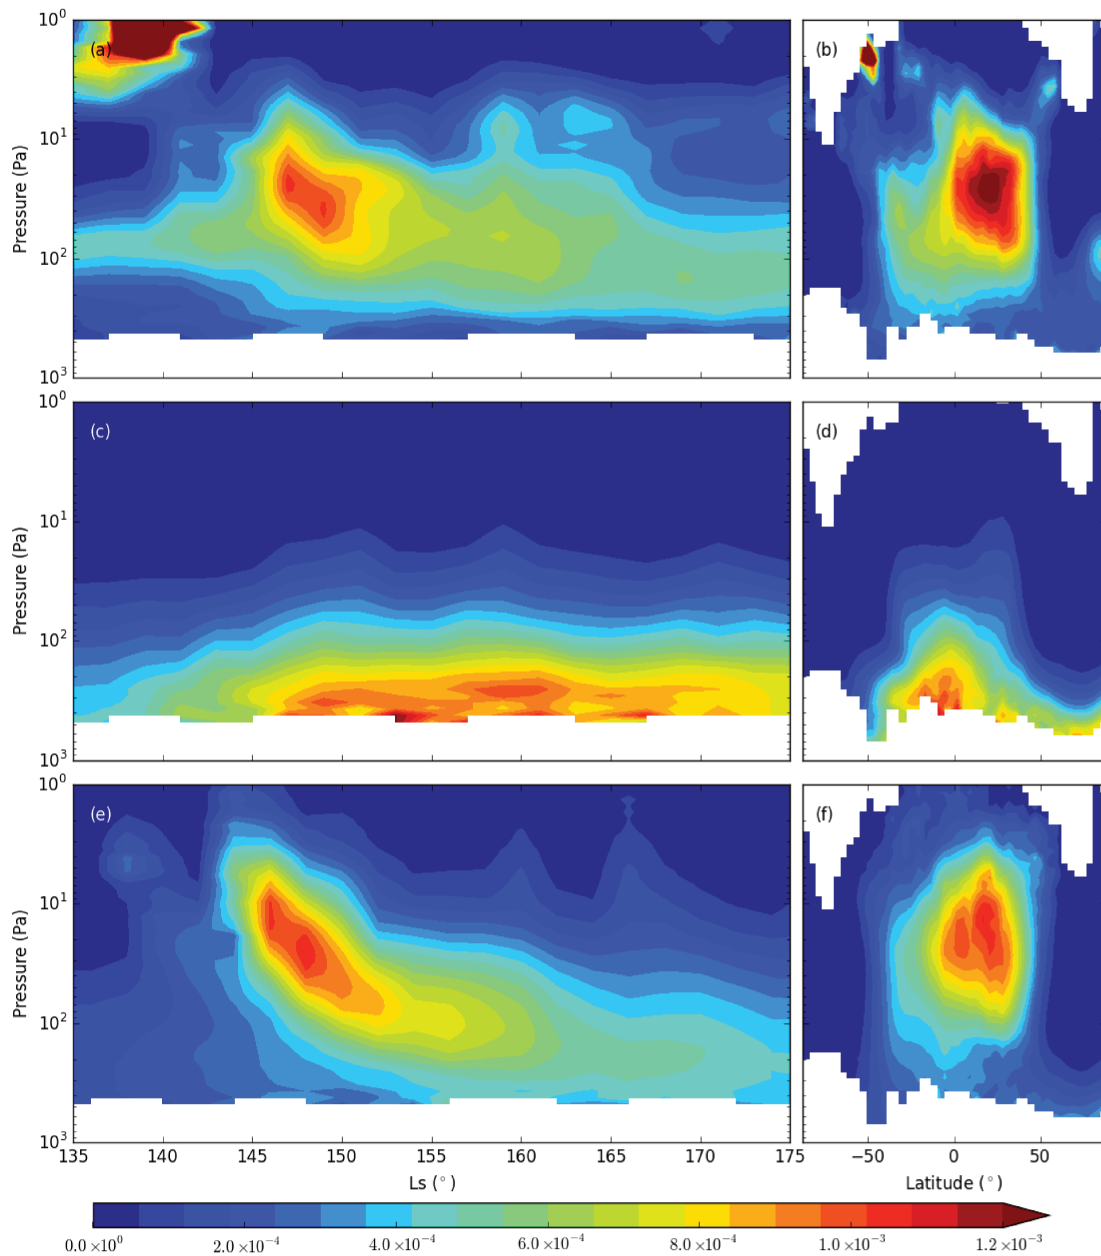 10⁰
(a)
10¹
Pressure (Pa)
10²
10³
(b)
10⁰
(c)
10¹
Pressure (Pa)
10²
10³
(d)
10⁰
(e)
10¹
Pressure (Pa)
10²
10³
(f)
135 140 145 150 155 160 165 170 175
−50 0 50
Ls (°)
Latitude (°)
0.0 ×10⁰ 2.0 ×10⁻⁴ 4.0 ×10⁻⁴ 6.0 ×10⁻⁴ 8.0 ×10⁻⁴ 1.0 ×10⁻³ 1.2 ×10⁻³